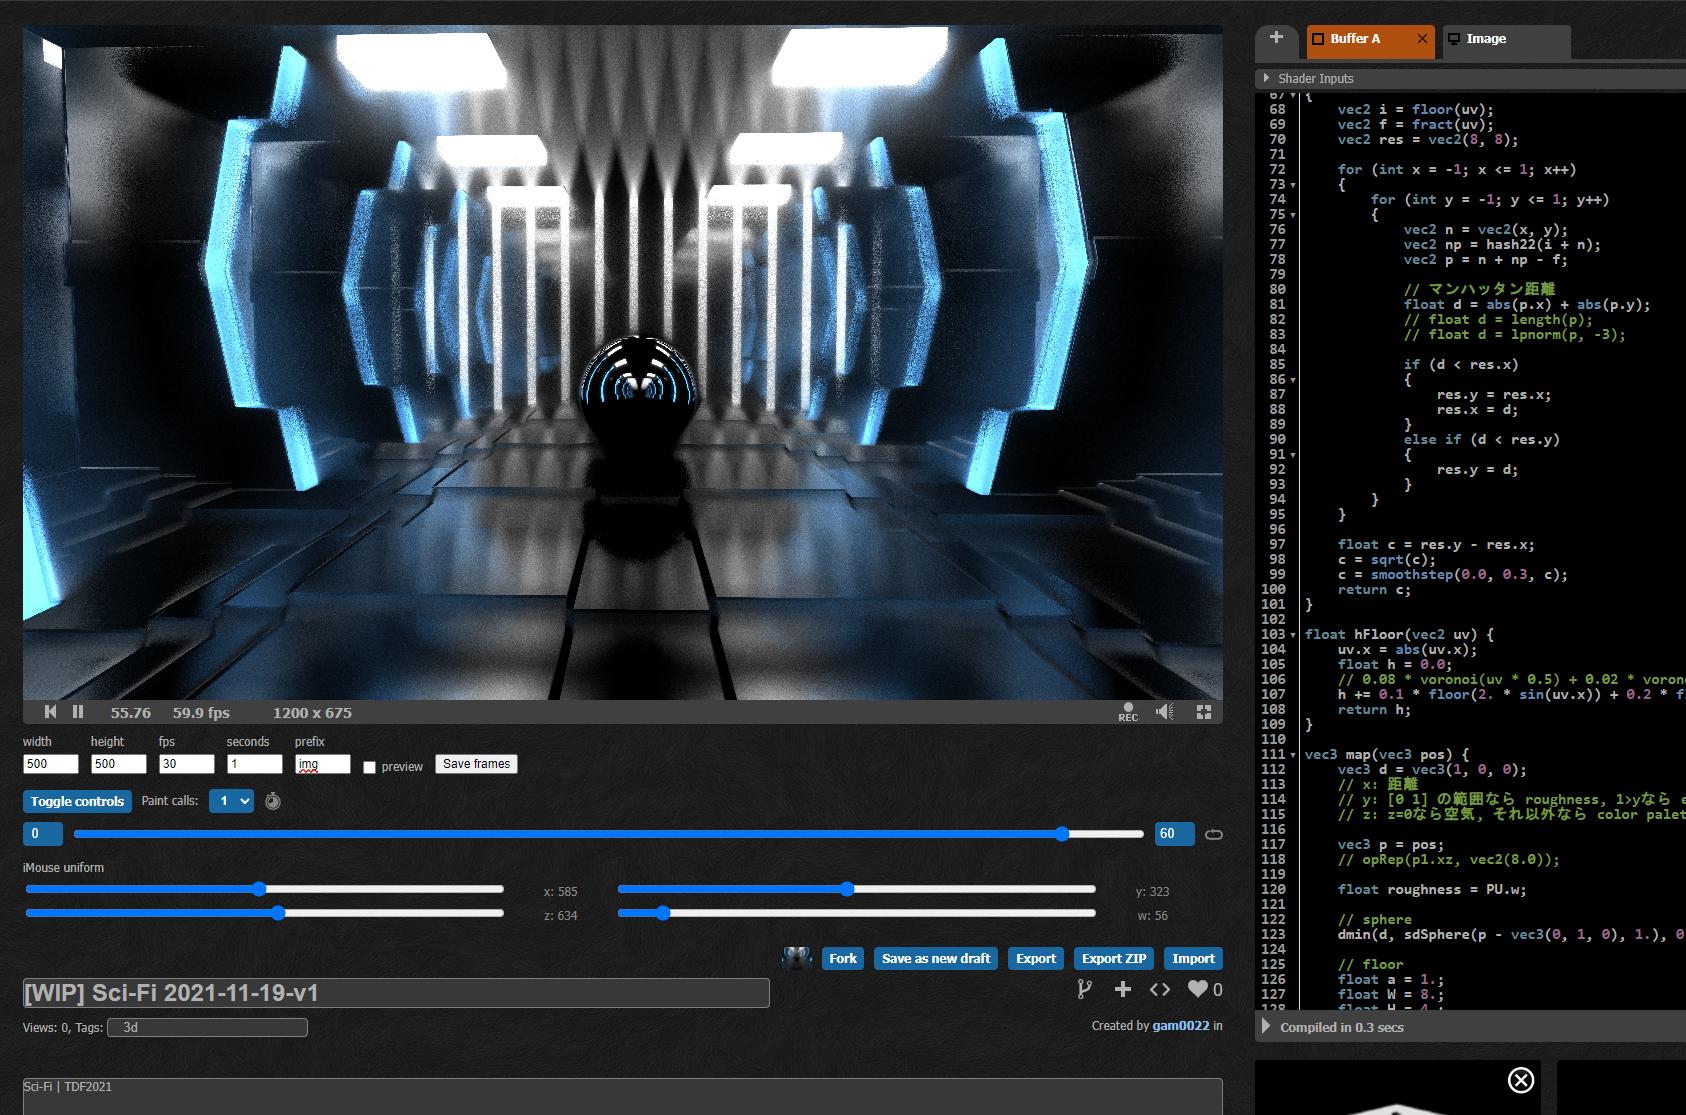 Buffer A
Image
Shader Inputs
67 {
68 vec2 i = floor(uv);
69 vec2 f = fract(uv);
70 vec2 res = vec2(8, 8);
71
72 for (int x = -1; x <= 1; x++)
73 {
74 for (int y = -1; y <= 1; y++)
75 {
76 vec2 n = vec2(x, y);
77 vec2 np = hash22(i + n);
78 vec2 p = n + np - f;
79
80 // マンハッタン距離
81 float d = abs(p.x) + abs(p.y);
82 // float d = length(p);
83 // float d = lpnorm(p, -3);
84
85 if (d < res.x)
86 {
87 res.y = res.x;
88 res.x = d;
89 }
90 else if (d < res.y)
91 {
92 res.y = d;
93 }
94 }
95 }
96
97 float c = res.y - res.x;
98 c = sqrt(c);
99 c = smoothstep(0.0, 0.3, c);
100 return c;
101 }
102
103 float hFloor(vec2 uv) {
104 uv.x = abs(uv.x);
105 float h = 0.0;
106 // 0.08 * voronoi(uv * 0.5) + 0.02 * vorono
107 h += 0.1 * floor(2. * sin(uv.x)) + 0.2 * fl
108 return h;
109 }
110
111 vec3 map(vec3 pos) {
112 vec3 d = vec3(1, 0, 0);
113 // x: 距離
114 // y: [0 1] の範囲なら roughness, 1>yなら e
115 // z: z=0なら空気, それ以外なら color palet
116
117 vec3 p = pos;
118 // opRep(p1.xz, vec2(8.0));
119
120 float roughness = PU.w;
121
122 // sphere
123 dmin(d, sdSphere(p - vec3(0, 1, 0), 1.), 0
124
125 // floor
126 float a = 1.;
127 float W = 8.;
128 float H = 4.
Compiled in 0.3 secs
55.76 59.9 fps 1200 x 675
REC
width height fps seconds prefix
500 500 30 1 img preview Save frames
Toggle controls Paint calls: 1
0 60
iMouse uniform
x: 585 y: 323
z: 634 w: 56
Fork Save as new draft Export Export ZIP Import
[WIP] Sci-Fi 2021-11-19-v1
0
Views: 0, Tags: 3d
Created by gam0022 in
Sci-Fi | TDF2021